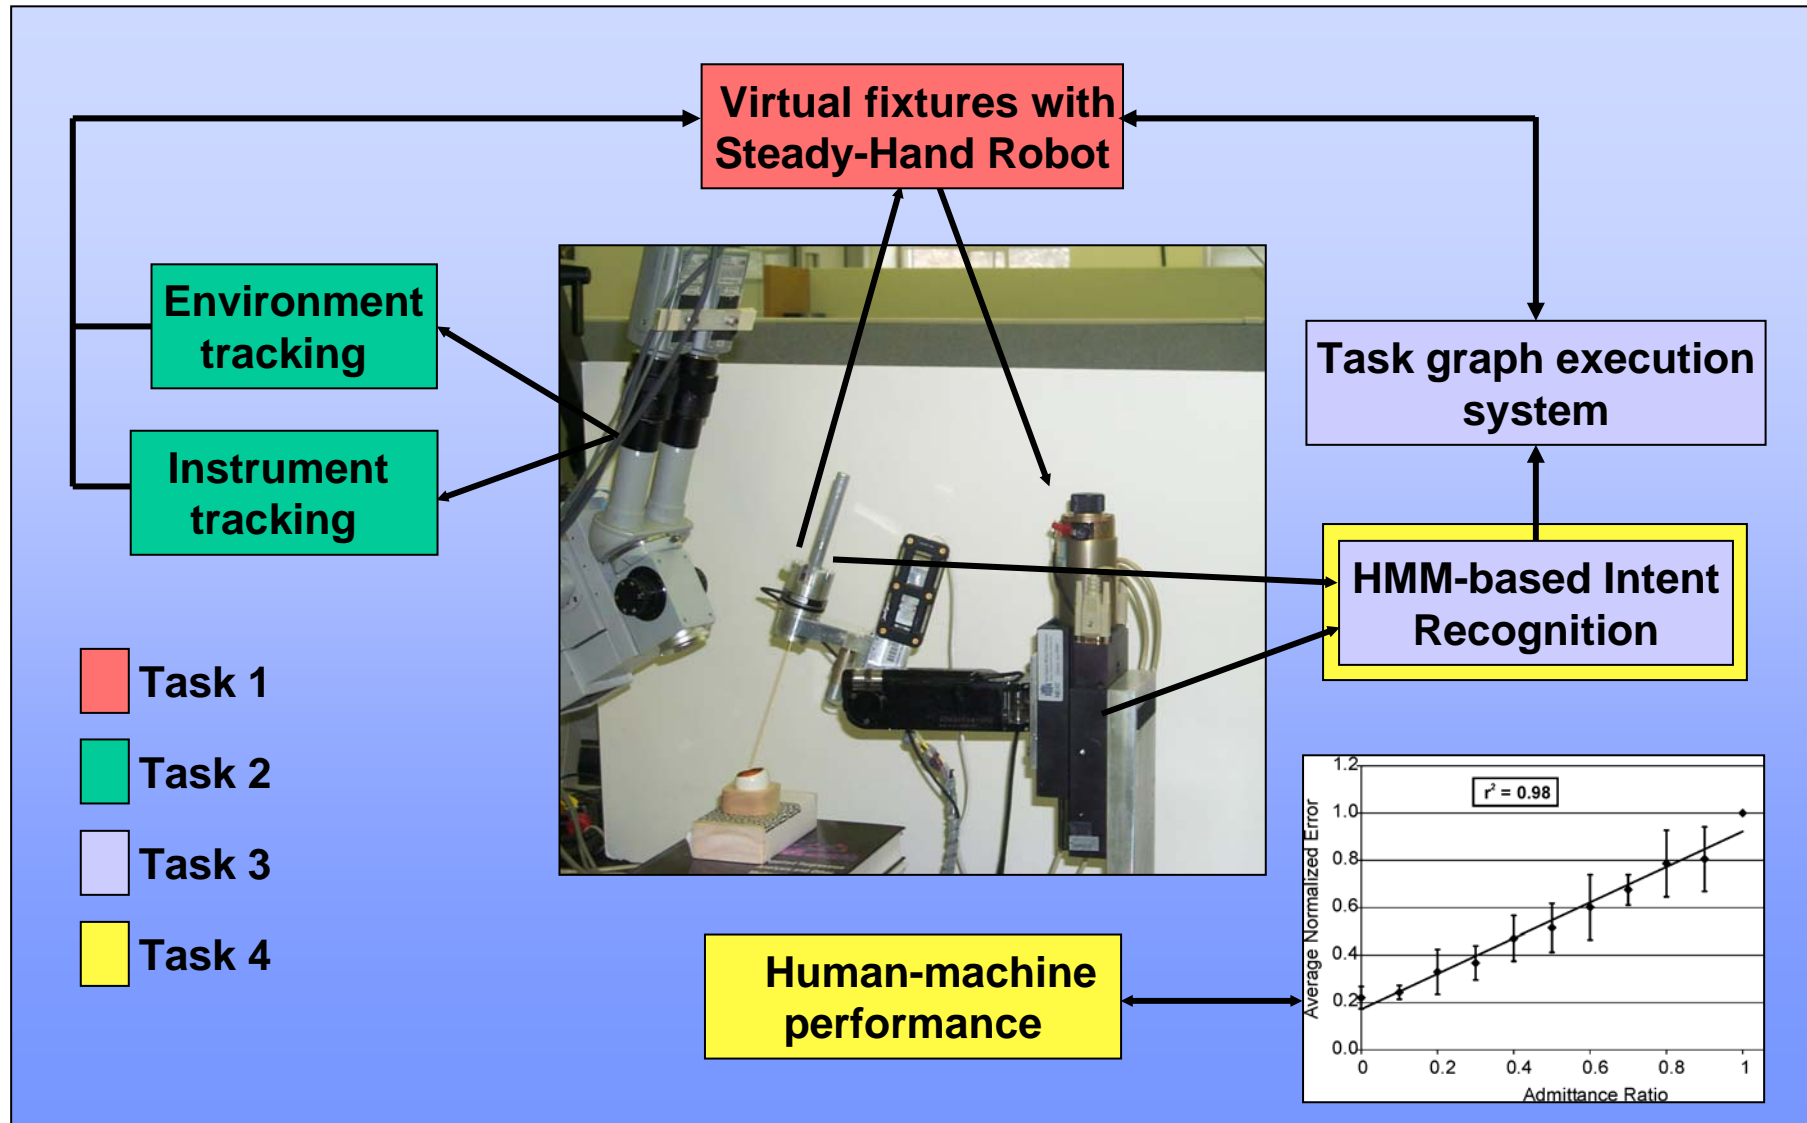 Virtual fixtures with
Steady-Hand Robot
Environment
tracking
Instrument
tracking
Task graph execution
system
HMM-based Intent
Recognition
Task 1
Task 2
Task 3
Task 4
Human-machine
performance
r² = 0.98
Average Normalized Error
1.2
1.0
0.8
0.6
0.4
0.2
0.0
0 0.2 0.4 0.6 0.8 1
Admittance Ratio